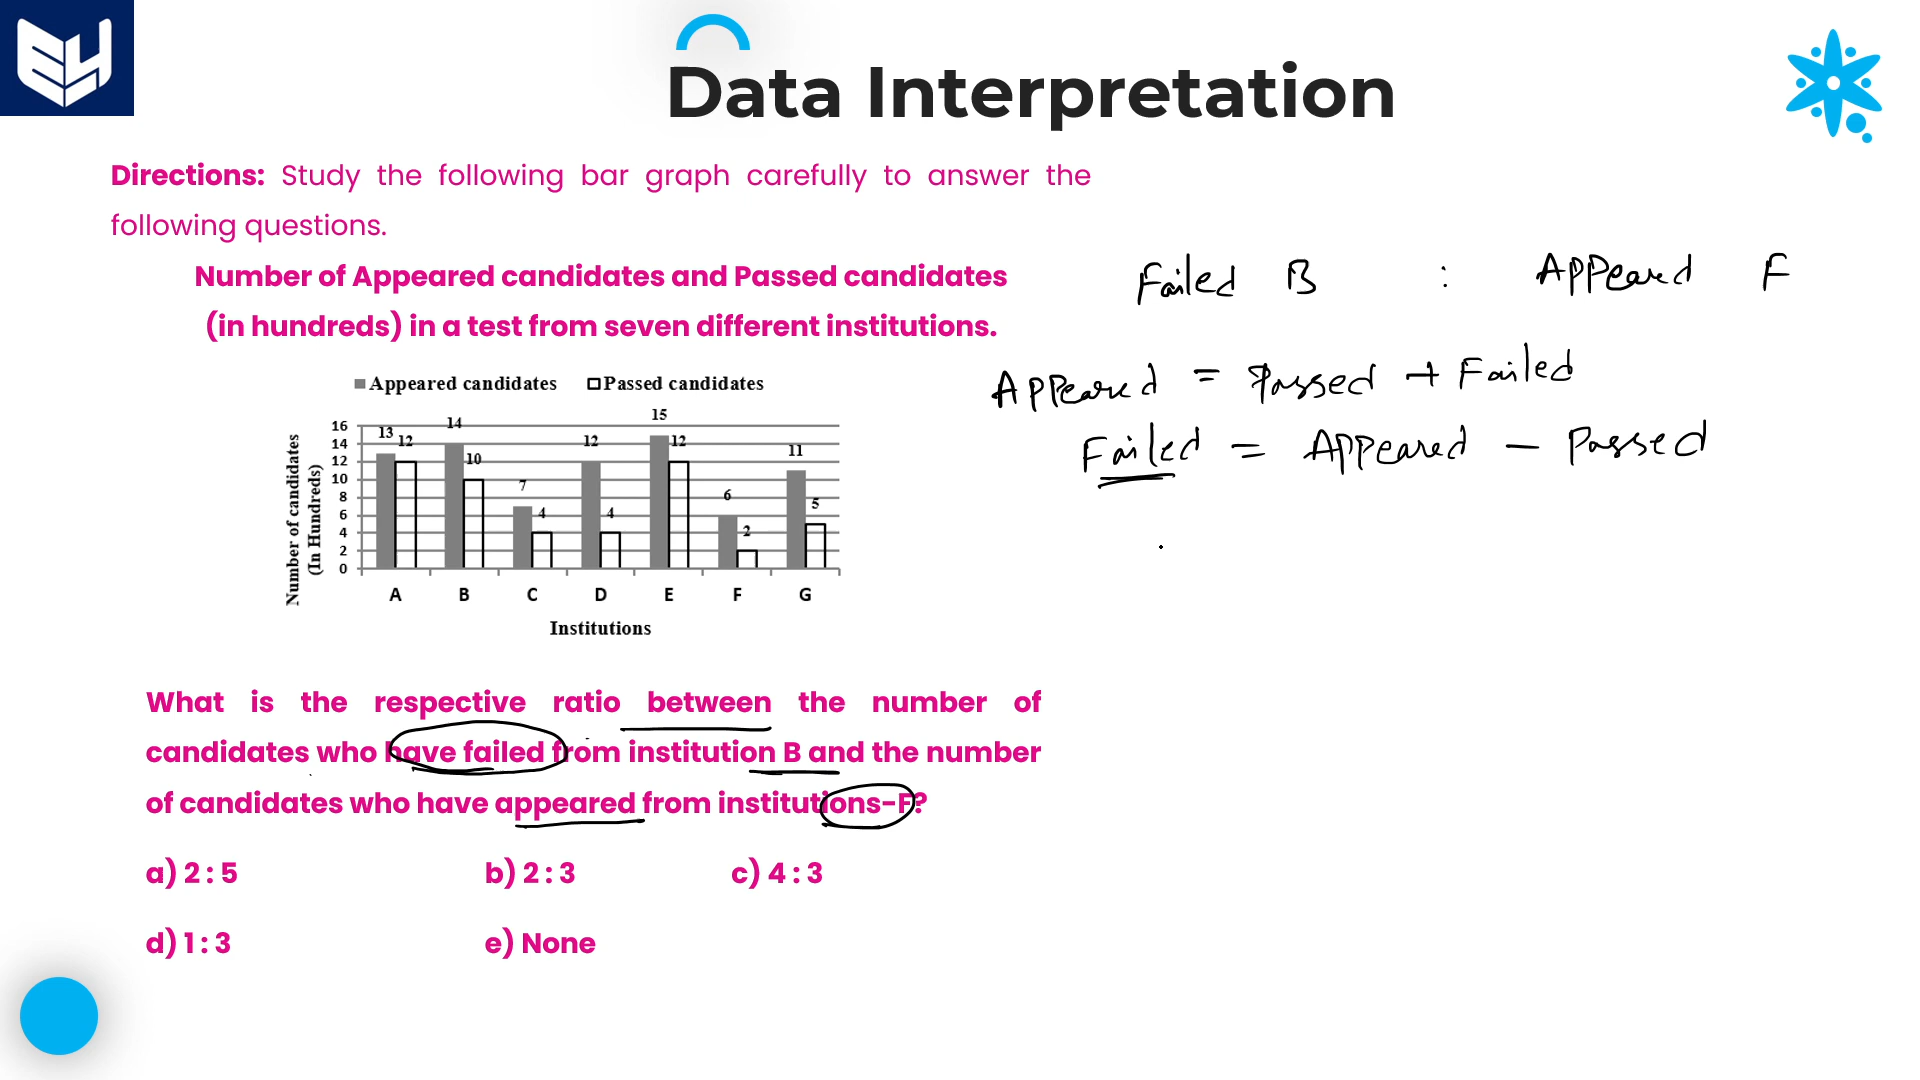 Data Interpretation
Directions: Study the following bar graph carefully to answer the
following questions.
Number of Appeared candidates and Passed candidates
(in hundreds) in a test from seven different institutions.
Appeared candidates Passed candidates
Number of candidates
(In Hundreds)
16
14
12
10
8
6
4
2
0
13 12 14 10 7 4 12 4 15 12 6 2 11 5
A B C D E F G
Institutions
Failed B : Appeared F
Appeared = Passed + Failed
Failed = Appeared - Passed
What is the respective ratio between the number of
candidates who have failed from institution B and the number
of candidates who have appeared from institutions-F?
a) 2 : 5 b) 2 : 3 c) 4 : 3
d) 1 : 3 e) None